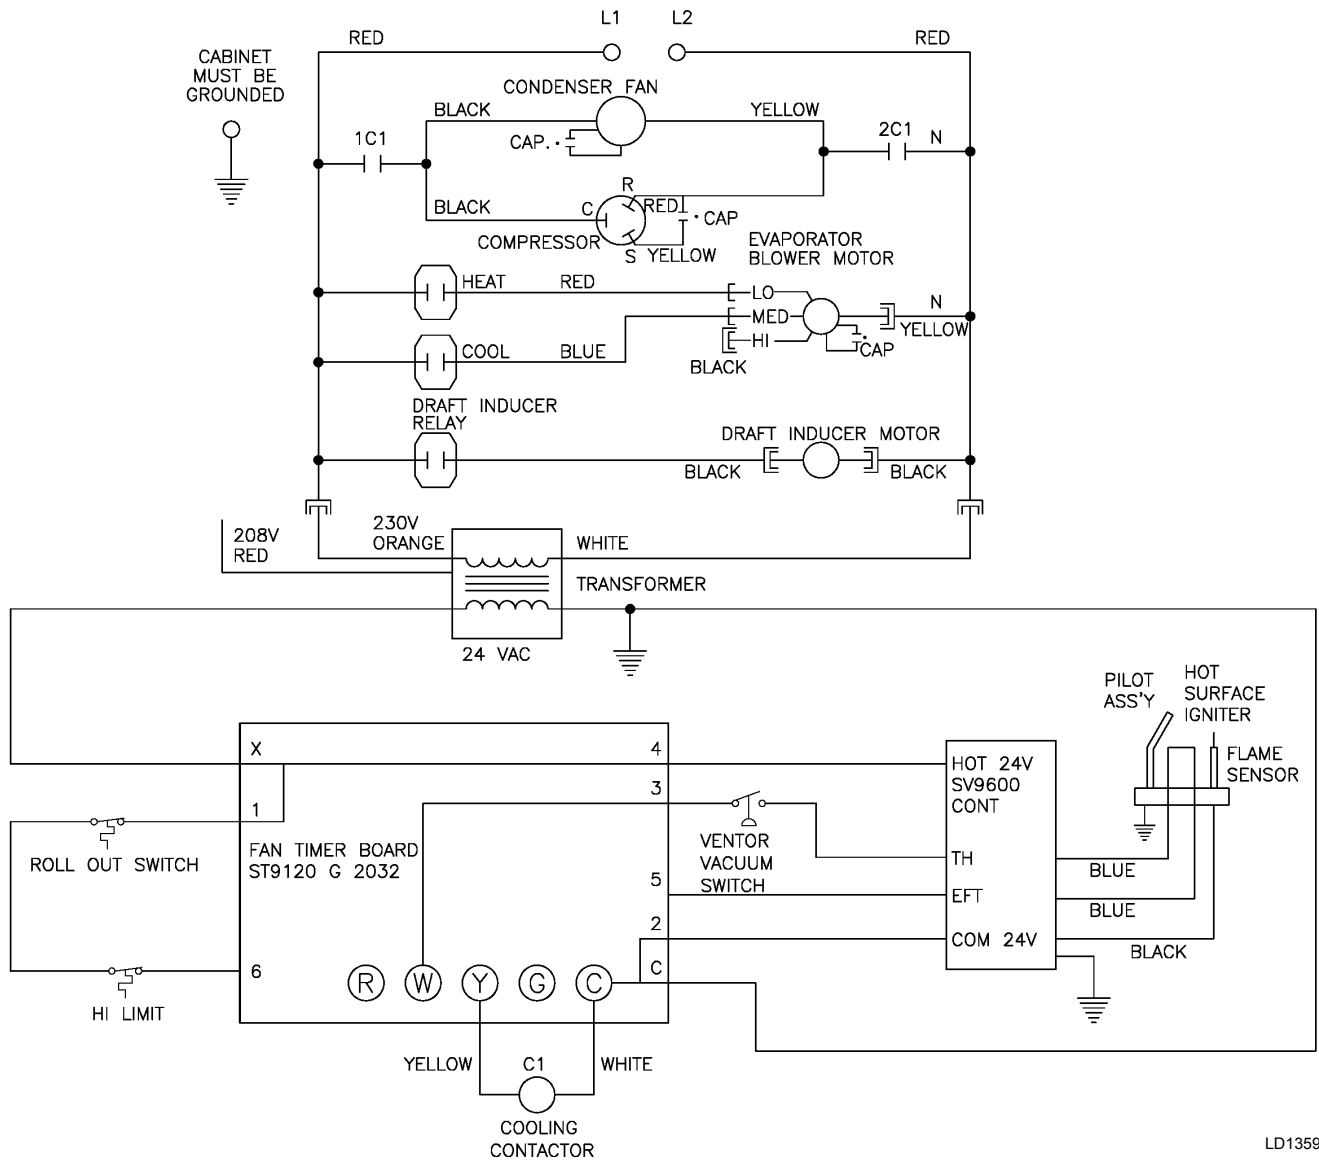 L1
L2
RED
RED
CABINET
MUST BE
GROUNDED
CONDENSER FAN
BLACK
YELLOW
CAP.
1C1
2C1
N
R
BLACK
C
RED
CAP
COMPRESSOR
S
YELLOW
EVAPORATOR
BLOWER MOTOR
HEAT
RED
LO
N
MED
YELLOW
HI
CAP
COOL
BLUE
BLACK
DRAFT INDUCER
RELAY
DRAFT INDUCER MOTOR
BLACK
BLACK
208V
RED
230V
ORANGE
WHITE
TRANSFORMER
24 VAC
PILOT
ASS'Y
HOT
SURFACE
IGNITER
FLAME
SENSOR
X
4
HOT 24V
SV9600
CONT
3
1
ROLL OUT SWITCH
FAN TIMER BOARD
ST9120 G 2032
VENTOR
VACUUM
SWITCH
TH
BLUE
5
EFT
BLUE
2
COM 24V
BLACK
6
C
R
W
Y
G
C
HI LIMIT
YELLOW
C1
WHITE
COOLING
CONTACTOR
LD1359